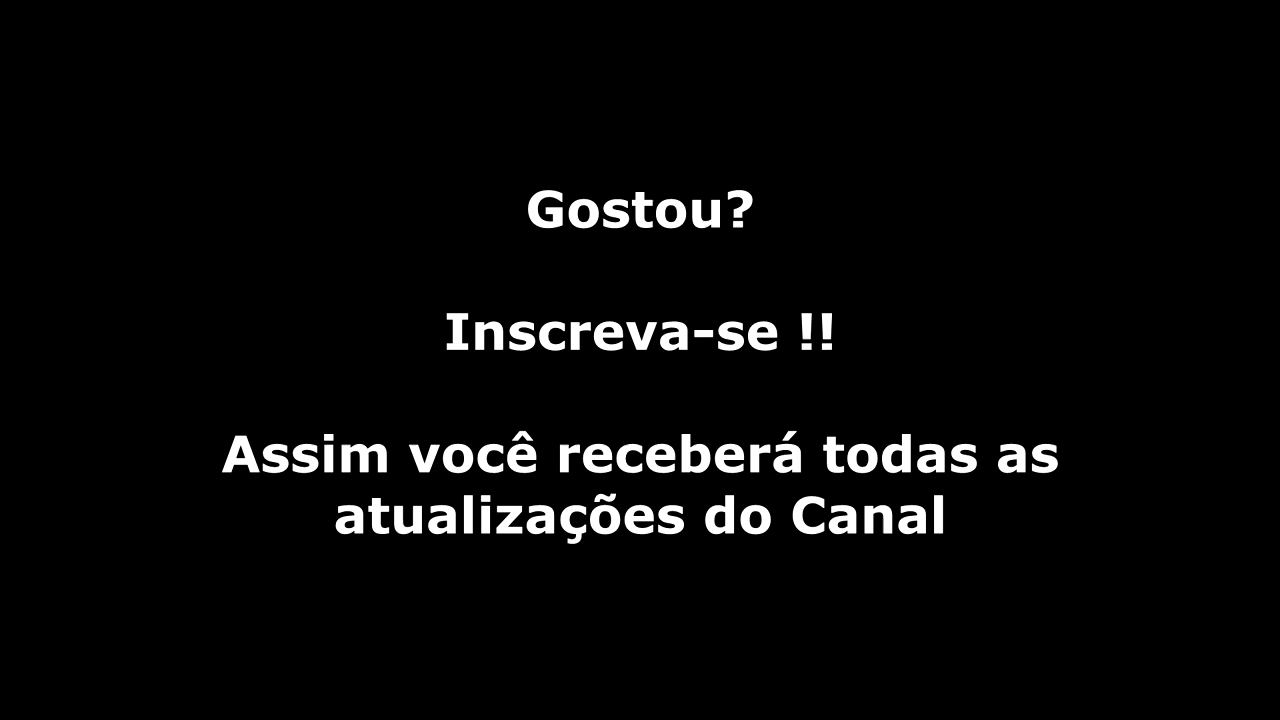 Gostou?
Inscreva-se !!
Assim você receberá todas as
atualizações do Canal